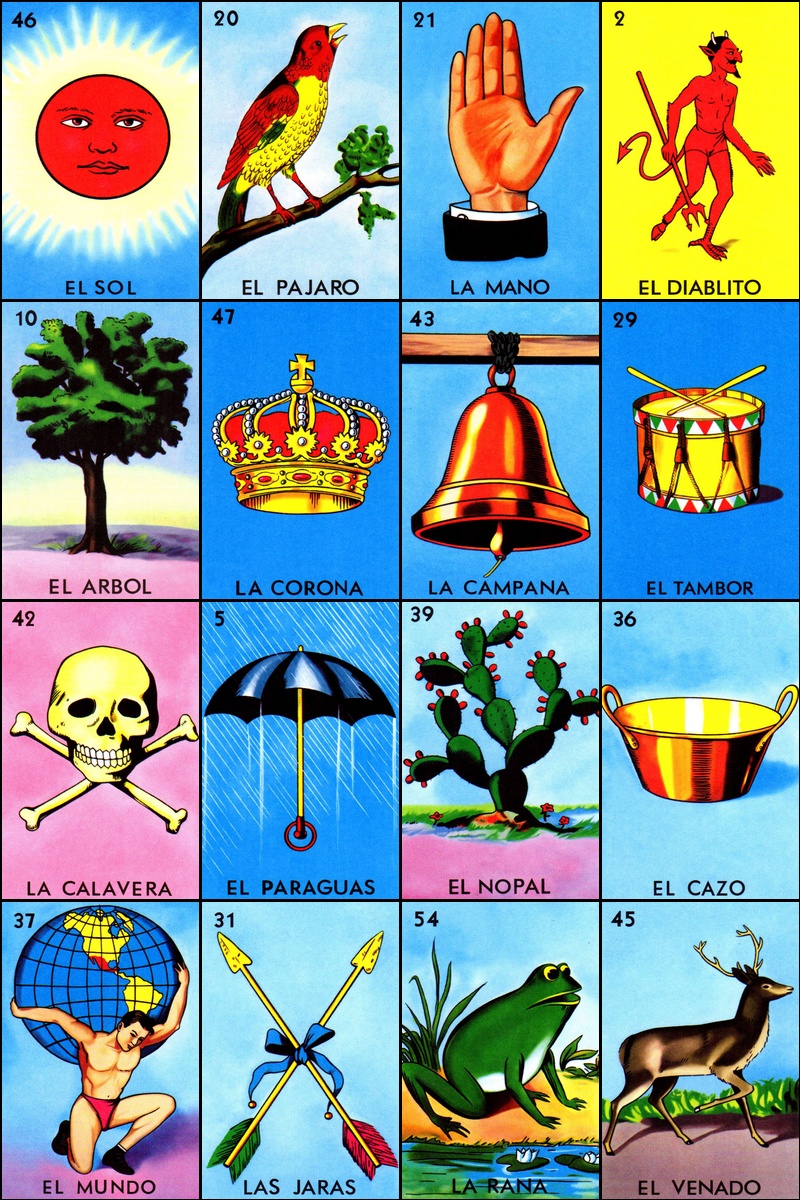 46
EL SOL
20
EL PAJARO
21
LA MANO
2
EL DIABLITO
10
EL ARBOL
47
LA CORONA
43
LA CAMPANA
29
EL TAMBOR
42
LA CALAVERA
5
EL PARAGUAS
39
EL NOPAL
36
EL CAZO
37
EL MUNDO
31
LAS JARAS
54
LA RANA
45
EL VENADO